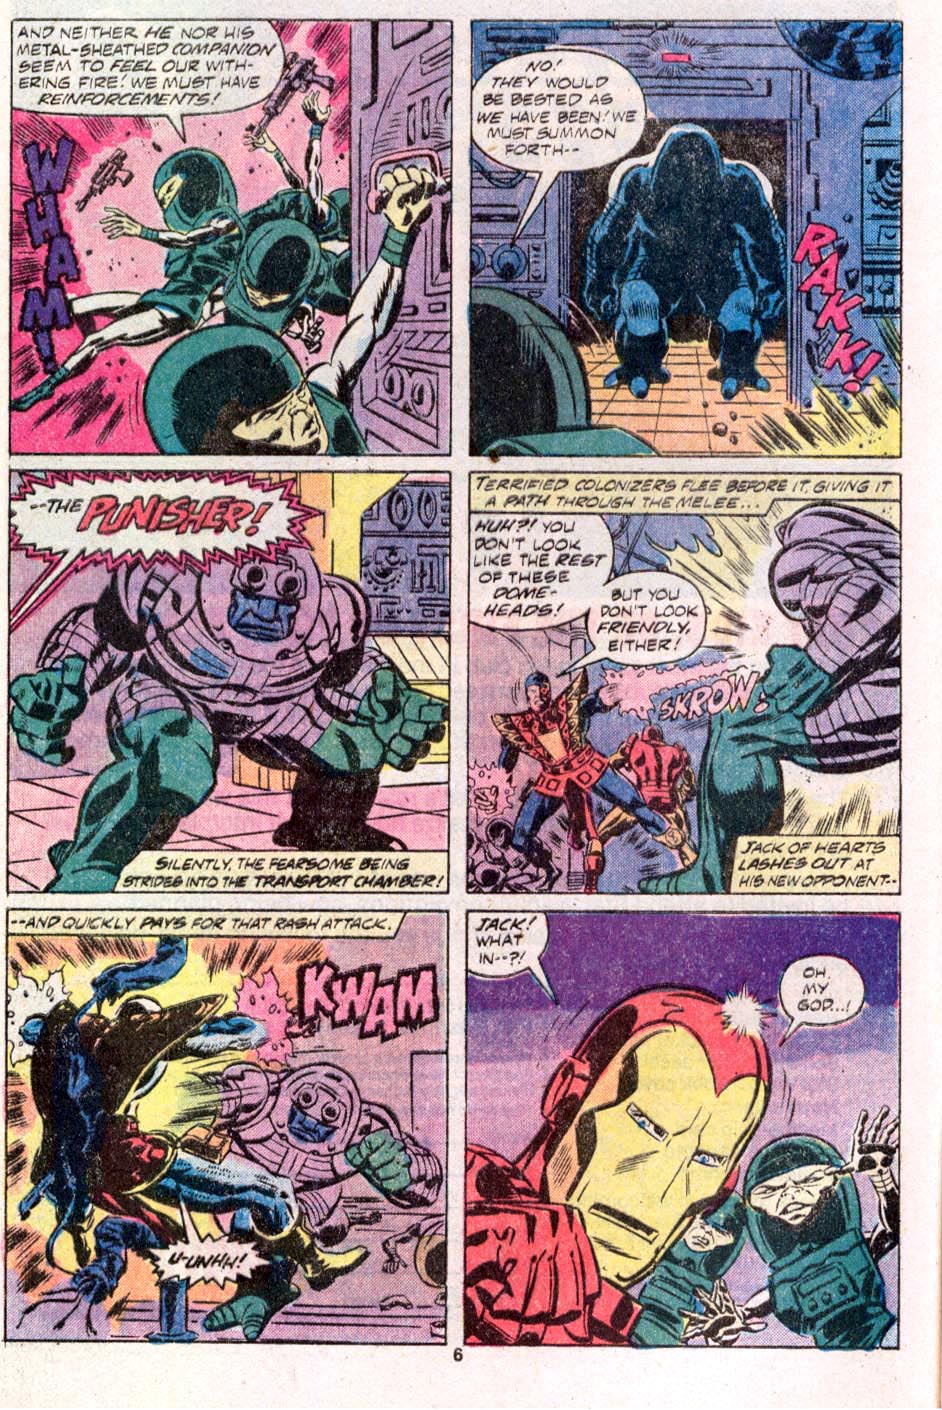 AND NEITHER HE NOR HIS
METAL-SHEATHED COMPANION
SEEM TO FEEL OUR WITH-
ERING FIRE! WE MUST HAVE
REINFORCEMENTS!
WHAM!
NO!
THEY WOULD
BE BESTED AS
WE HAVE BEEN! WE
MUST SUMMON
FORTH--
RAKK!
--THE PUNISHER!
SILENTLY, THE FEARSOME BEING
STRIDES INTO THE TRANSPORT CHAMBER!
TERRIFIED COLONIZERS FLEE BEFORE IT, GIVING IT
A PATH THROUGH THE MELEE...
HUH?! YOU
DON'T LOOK
LIKE THE REST
OF THESE
DOME-
HEADS!
BUT YOU
DON'T LOOK
FRIENDLY,
EITHER!
SKROW!
JACK OF HEARTS
LASHES OUT AT
HIS NEW OPPONENT--
--AND QUICKLY PAYS FOR THAT RASH ATTACK.
KWAM
U-UNHH!
JACK!
WHAT
IN--?!
OH,
MY
GOD...!
6